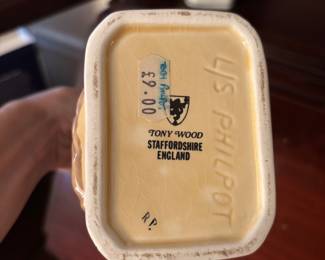 £9.00
TONY WOOD
STAFFORDSHIRE
ENGLAND
L/S PHILPOT
R.P.